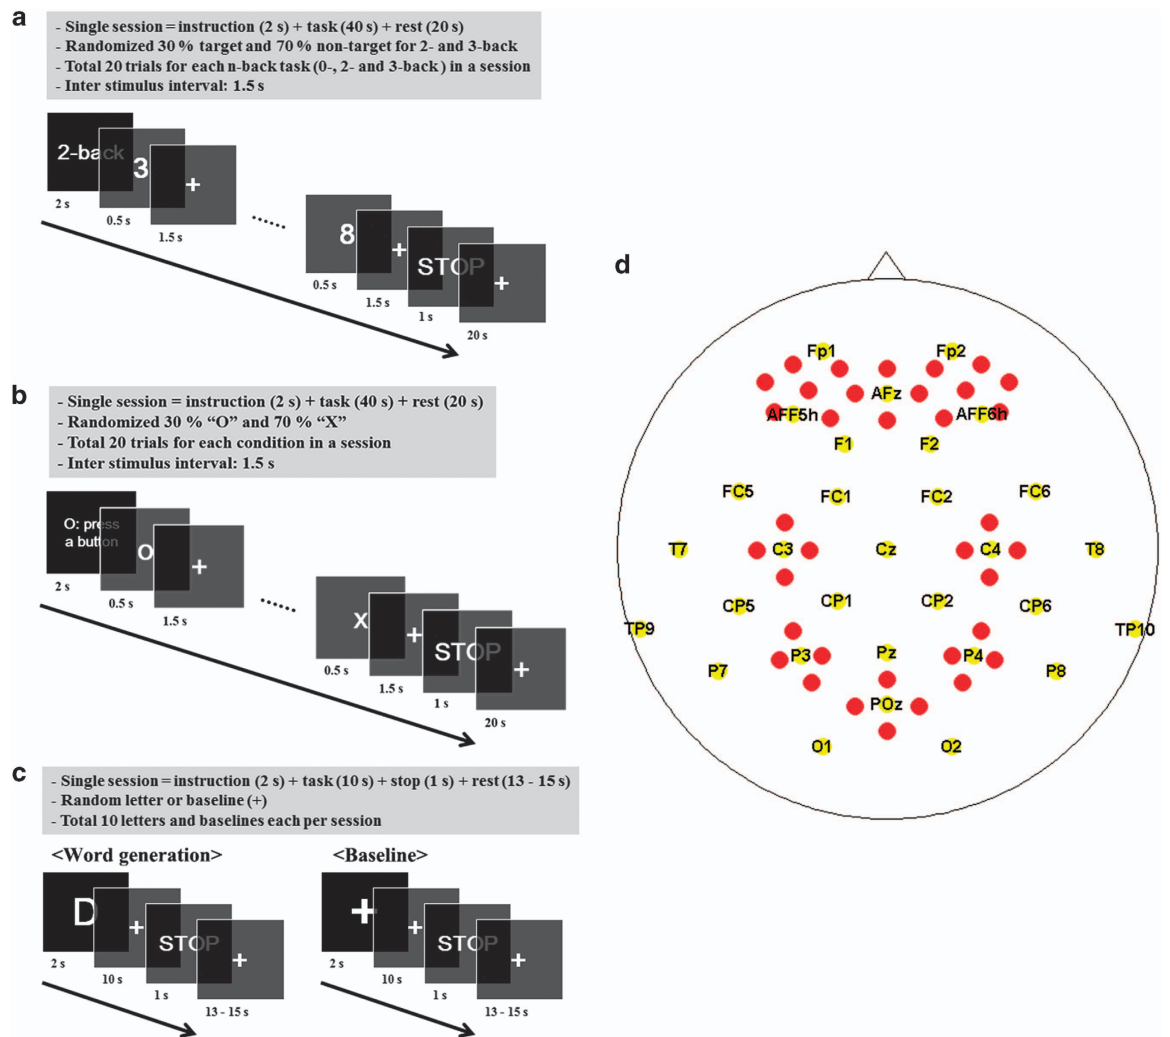 a
- Single session = instruction (2 s) + task (40 s) + rest (20 s)
- Randomized 30 % target and 70 % non-target for 2- and 3-back
- Total 20 trials for each n-back task (0-, 2- and 3-back ) in a session
- Inter stimulus interval: 1.5 s
2-back
3
+
2 s
0.5 s
1.5 s
......
8
+
STOP
+
0.5 s
1.5 s
1 s
20 s
b
- Single session = instruction (2 s) + task (40 s) + rest (20 s)
- Randomized 30 % “O” and 70 % “X”
- Total 20 trials for each condition in a session
- Inter stimulus interval: 1.5 s
O: press
a button
O
+
2 s
0.5 s
1.5 s
......
X
+
STOP
+
0.5 s
1.5 s
1 s
20 s
c
- Single session = instruction (2 s) + task (10 s) + stop (1 s) + rest (13 - 15 s)
- Random letter or baseline (+)
- Total 10 letters and baselines each per session
<Word generation>
D
+
STOP
+
2 s
10 s
1 s
13 - 15 s
<Baseline>
+
+
STOP
+
2 s
10 s
1 s
13 - 15 s
d
Fp1 Fp2
AFz
AFF5h AFF6h
F1 F2
FC5 FC1 FC2 FC6
T7 C3 Cz C4 T8
CP5 CP1 CP2 CP6
TP9 TP10
P7 P3 Pz P4 P8
POz
O1 O2